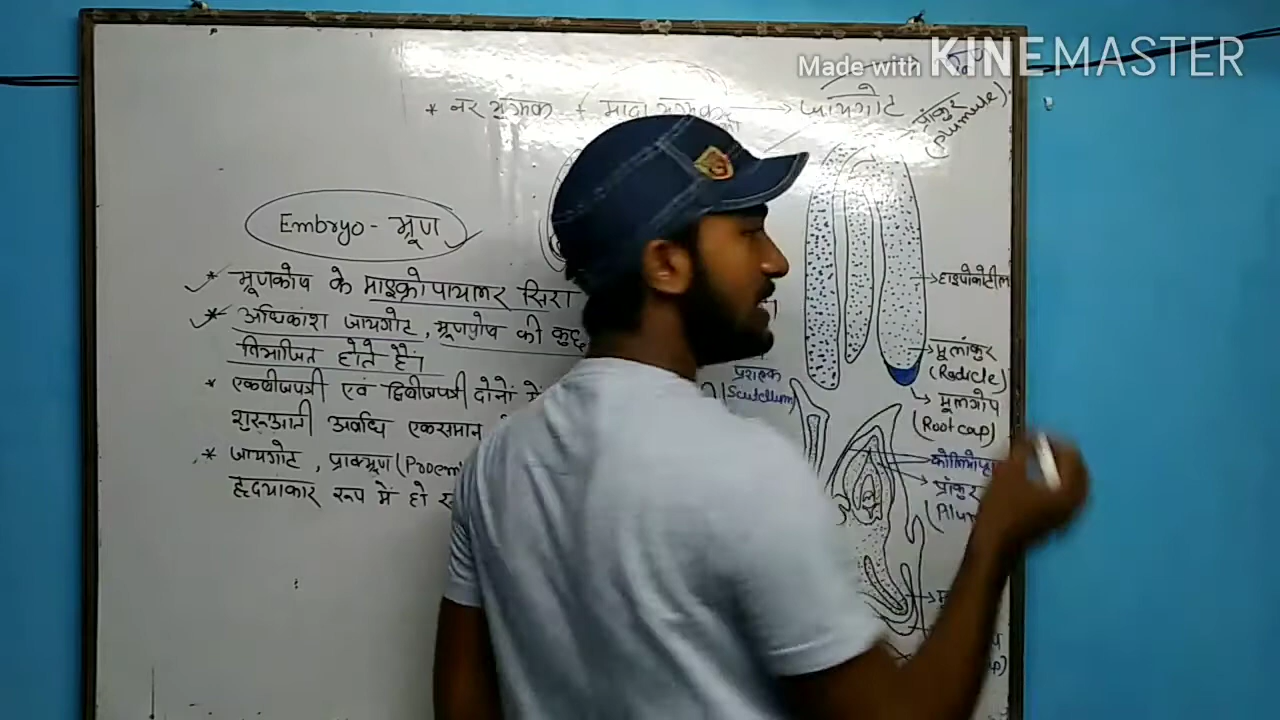 Made with KINEMASTER
* नर युग्मक + मादा युग्मक → जायगोट
प्रांकुर
(Plumule).
Embryo - भ्रूण
* भ्रूणकोष के माइक्रोपायलर सिरा
* अधिकांश जायगोट, भ्रूणपोष की कुछ
विभाजित होते हैं।
* एकबीजपत्री एवं द्विबीजपत्री दोनों में
शुरूआती अवधि एकसमान
* जायगोट, प्राक्भ्रूण (Proem
हृदयाकार रूप में हो
हाइपोकोटील
मूलांकुर
(Radicle)
मूलगोप
(Root cap)
प्रशल्क
(Scutellum)
प्रांकुर
(Plum